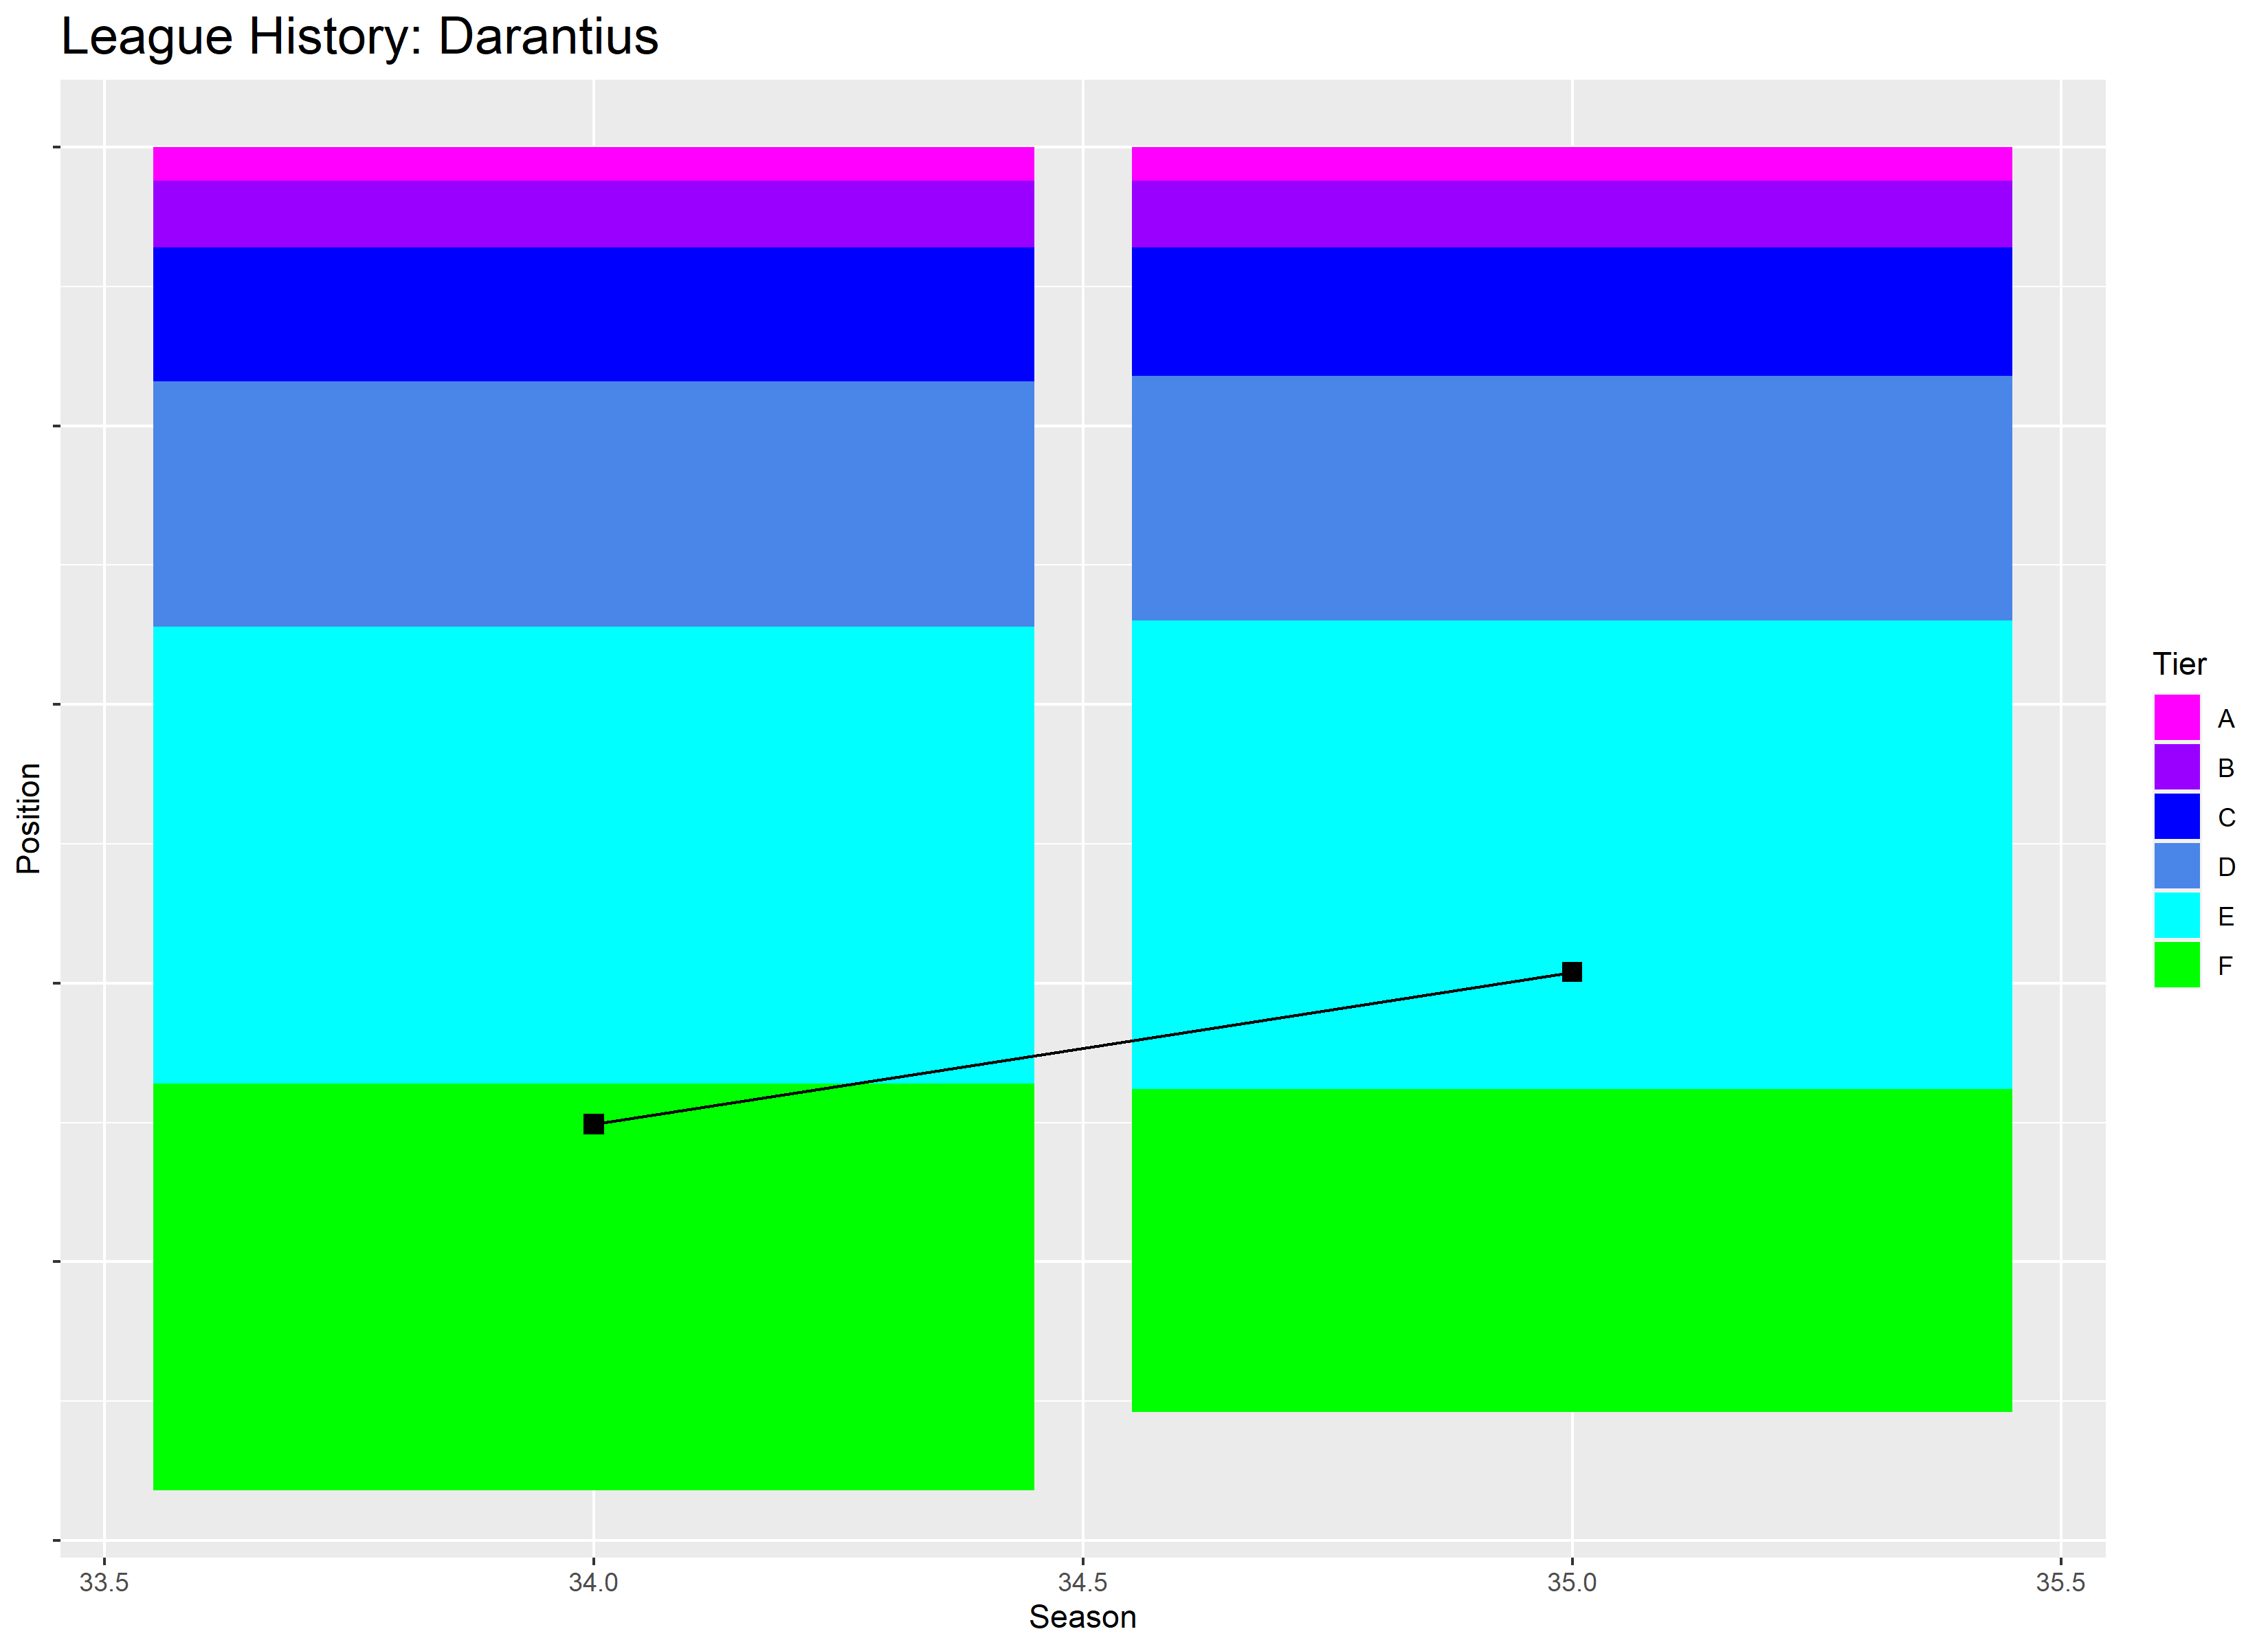 League History: Darantius
Position
Tier
A
B
C
D
E
F
33.5
34.0
34.5
35.0
35.5
Season